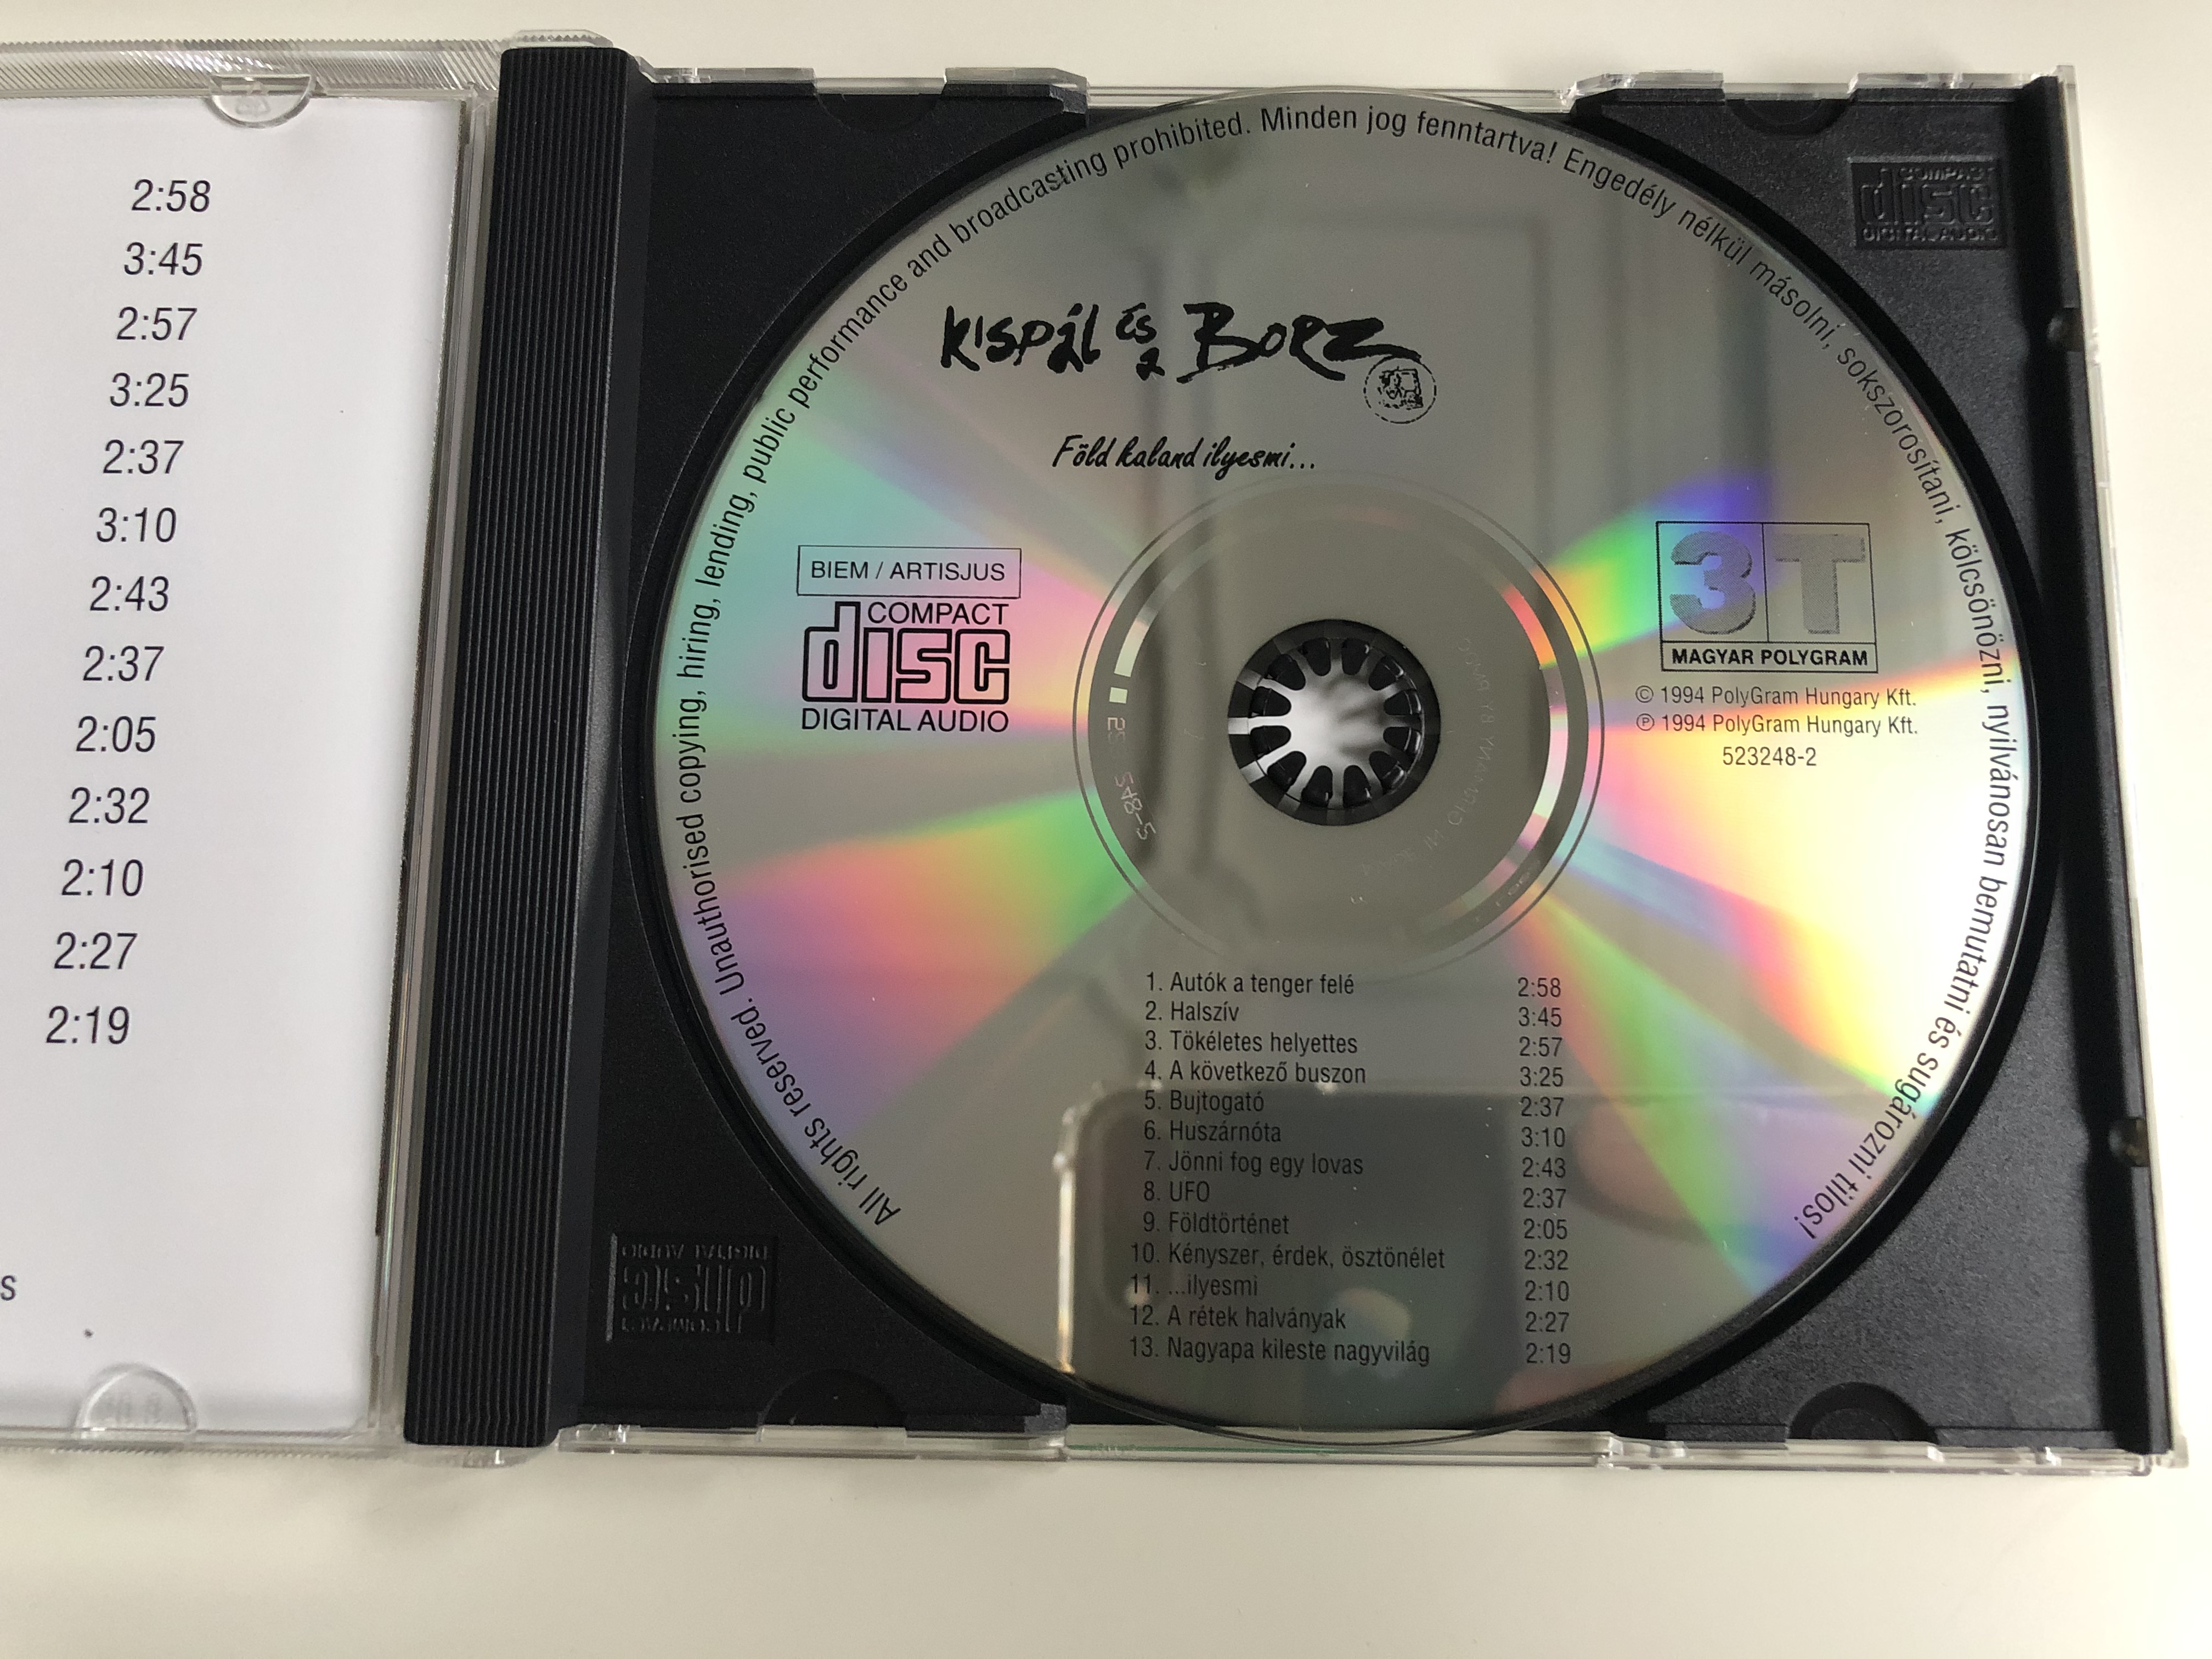 2:58
3:45
2:57
3:25
2:37
3:10
2:43
2:37
2:05
2:32
2:10
2:27
2:19
s
All rights reserved. Unauthorised copying, hiring, lending, public performance and broadcasting prohibited. Minden jog fenntartva! Engedély nélkül másolni, sokszorosítani, kölcsönözni, nyilvánosan bemutatni és sugározni tilos!
Kispál és a Borz
Föld kaland ilyesmi...
BIEM / ARTISJUS
COMPACT
disc
DIGITAL AUDIO
3T
MAGYAR POLYGRAM
© 1994 PolyGram Hungary Kft.
℗ 1994 PolyGram Hungary Kft.
523248-2
1. Autók a tenger felé 2:58
2. Halszív 3:45
3. Tökéletes helyettes 2:57
4. A következő buszon 3:25
5. Bujtogató 2:37
6. Huszárnóta 3:10
7. Jönni fog egy lovas 2:43
8. UFO 2:37
9. Földtörténet 2:05
10. Kényszer, érdek, ösztönélet 2:32
11. ...ilyesmi 2:10
12. A rétek halványak 2:27
13. Nagyapa kileste nagyvilág 2:19
COMPACT
disc
DIGITAL AUDIO
COMPACT
disc
DIGITAL AUDIO